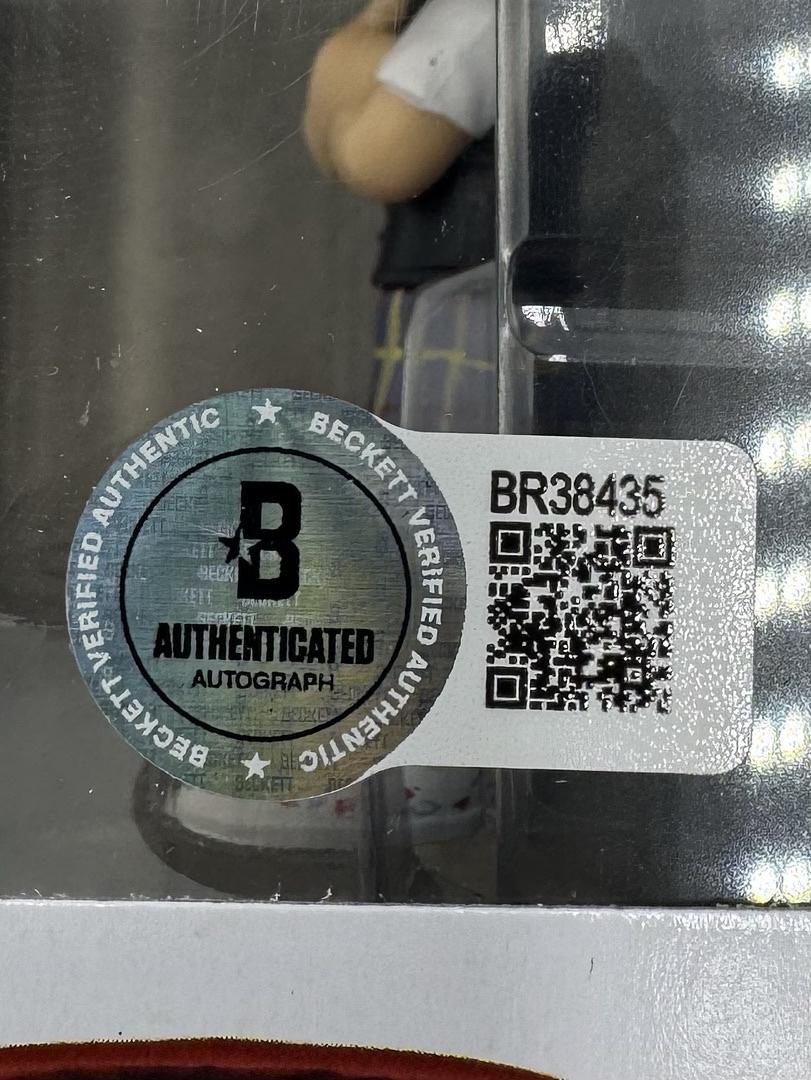 BECKETT VERIFIED AUTHENTIC
BECKETT VERIFIED AUTHENTIC
B
AUTHENTICATED
AUTOGRAPH
BR38435